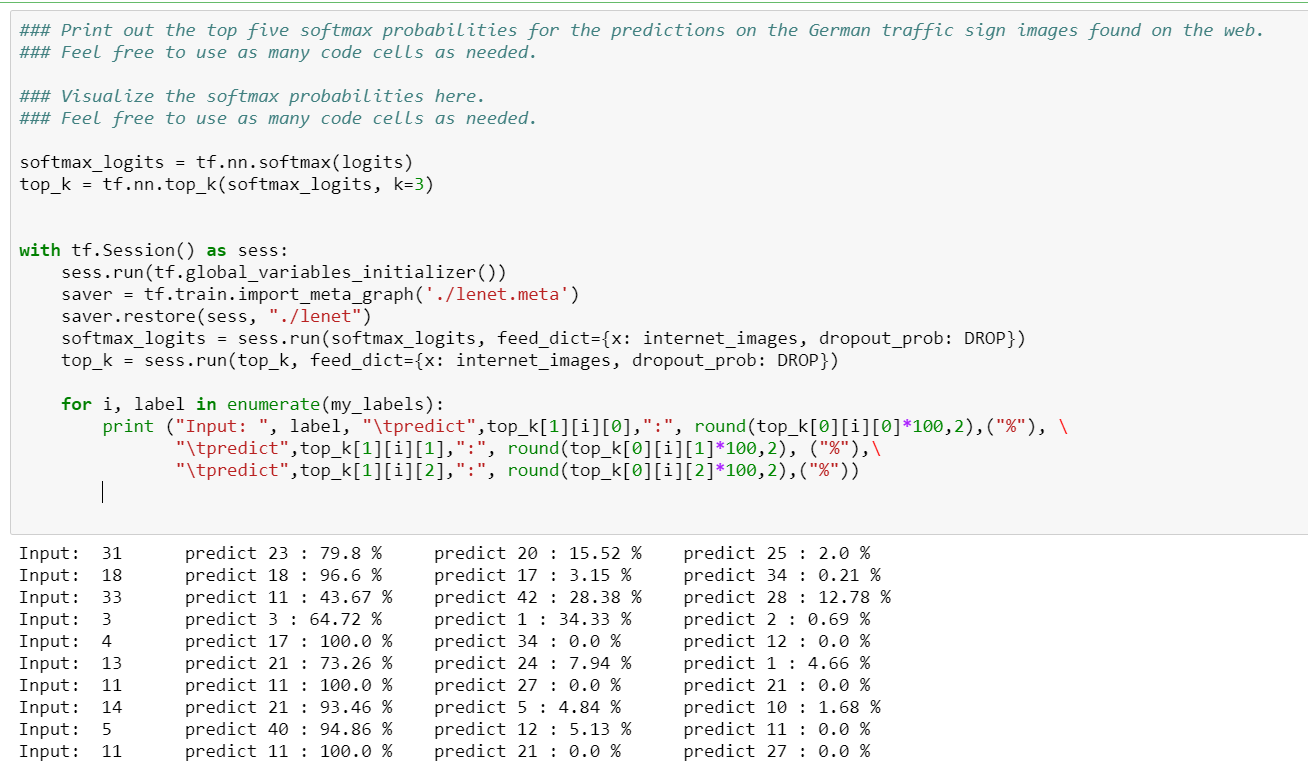 ### Print out the top five softmax probabilities for the predictions on the German traffic sign images found on the web.
### Feel free to use as many code cells as needed.

### Visualize the softmax probabilities here.
### Feel free to use as many code cells as needed.

softmax_logits = tf.nn.softmax(logits)
top_k = tf.nn.top_k(softmax_logits, k=3)


with tf.Session() as sess:
    sess.run(tf.global_variables_initializer())
    saver = tf.train.import_meta_graph('./lenet.meta')
    saver.restore(sess, "./lenet")
    softmax_logits = sess.run(softmax_logits, feed_dict={x: internet_images, dropout_prob: DROP})
    top_k = sess.run(top_k, feed_dict={x: internet_images, dropout_prob: DROP})

    for i, label in enumerate(my_labels):
        print ("Input: ", label, "\tpredict",top_k[1][i][0],":", round(top_k[0][i][0]*100,2),("%"), \
               "\tpredict",top_k[1][i][1],":", round(top_k[0][i][1]*100,2), ("%"),\
               "\tpredict",top_k[1][i][2],":", round(top_k[0][i][2]*100,2),("%"))

Input:  31      predict 23 : 79.8 %     predict 20 : 15.52 %    predict 25 : 2.0 %
Input:  18      predict 18 : 96.6 %     predict 17 : 3.15 %     predict 34 : 0.21 %
Input:  33      predict 11 : 43.67 %    predict 42 : 28.38 %    predict 28 : 12.78 %
Input:  3       predict 3 : 64.72 %     predict 1 : 34.33 %     predict 2 : 0.69 %
Input:  4       predict 17 : 100.0 %    predict 34 : 0.0 %      predict 12 : 0.0 %
Input:  13      predict 21 : 73.26 %    predict 24 : 7.94 %     predict 1 : 4.66 %
Input:  11      predict 11 : 100.0 %    predict 27 : 0.0 %      predict 21 : 0.0 %
Input:  14      predict 21 : 93.46 %    predict 5 : 4.84 %      predict 10 : 1.68 %
Input:  5       predict 40 : 94.86 %    predict 12 : 5.13 %     predict 11 : 0.0 %
Input:  11      predict 11 : 100.0 %    predict 21 : 0.0 %      predict 27 : 0.0 %